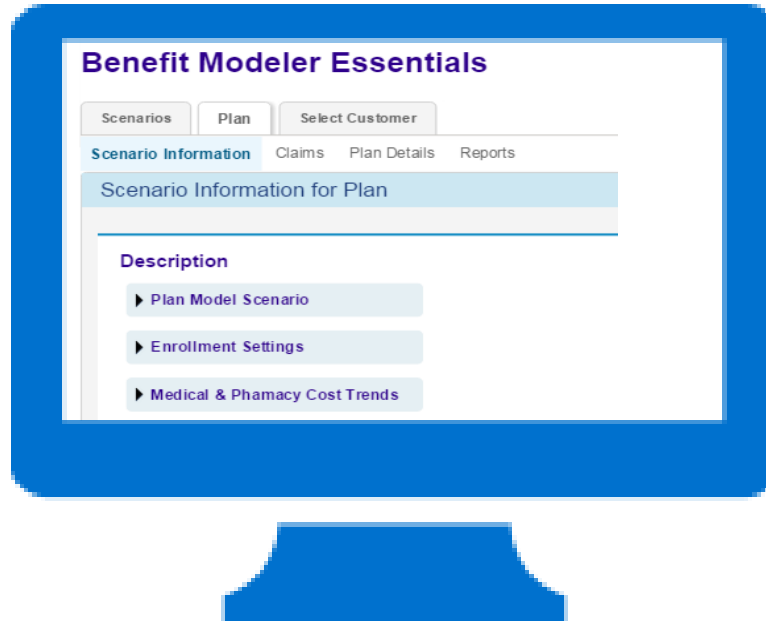 Benefit Modeler Essentials
Scenarios Plan Select Customer
Scenario Information Claims Plan Details Reports
Scenario Information for Plan
Description
Plan Model Scenario
Enrollment Settings
Medical & Phamacy Cost Trends